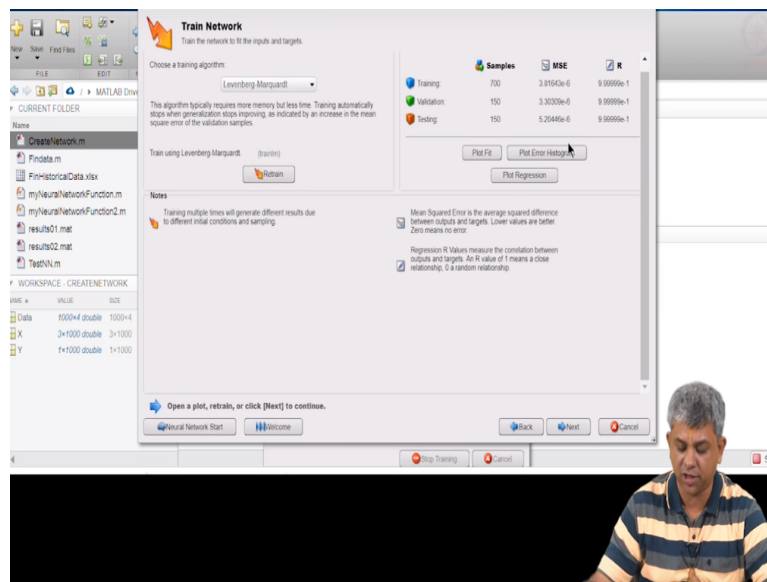 Train Network
Train the network to fit the inputs and targets.
New Save Find Files
FILE
EDIT
/ ▸ MATLAB Drive
CURRENT FOLDER
Name
CreateNetwork.m
Findata.m
FinHistoricalData.xlsx
myNeuralNetworkFunction.m
myNeuralNetworkFunction2.m
results01.mat
results02.mat
TestNN.m
WORKSPACE - CREATENETWORK
VALUE SIZE
Data 1000×4 double 1000×4
X 3×1000 double 3×1000
Y 1×1000 double 1×1000
Choose a training algorithm:
Levenberg-Marquardt
This algorithm typically requires more memory but less time. Training automatically
stops when generalization stops improving, as indicated by an increase in the mean
square error of the validation samples.
Train using Levenberg-Marquardt. (trainlm)
Retrain
Samples MSE R
Training: 700 3.81643e-6 9.99999e-1
Validation: 150 3.30309e-6 9.99999e-1
Testing: 150 5.20446e-6 9.99999e-1
Plot Fit Plot Error Histogram
Plot Regression
Notes
Training multiple times will generate different results due
to different initial conditions and sampling.
Mean Squared Error is the average squared difference
between outputs and targets. Lower values are better.
Zero means no error.
Regression R Values measure the correlation between
outputs and targets. An R value of 1 means a close
relationship, 0 a random relationship.
Open a plot, retrain, or click [Next] to continue.
Neural Network Start Welcome Back Next Cancel
Stop Training Cancel